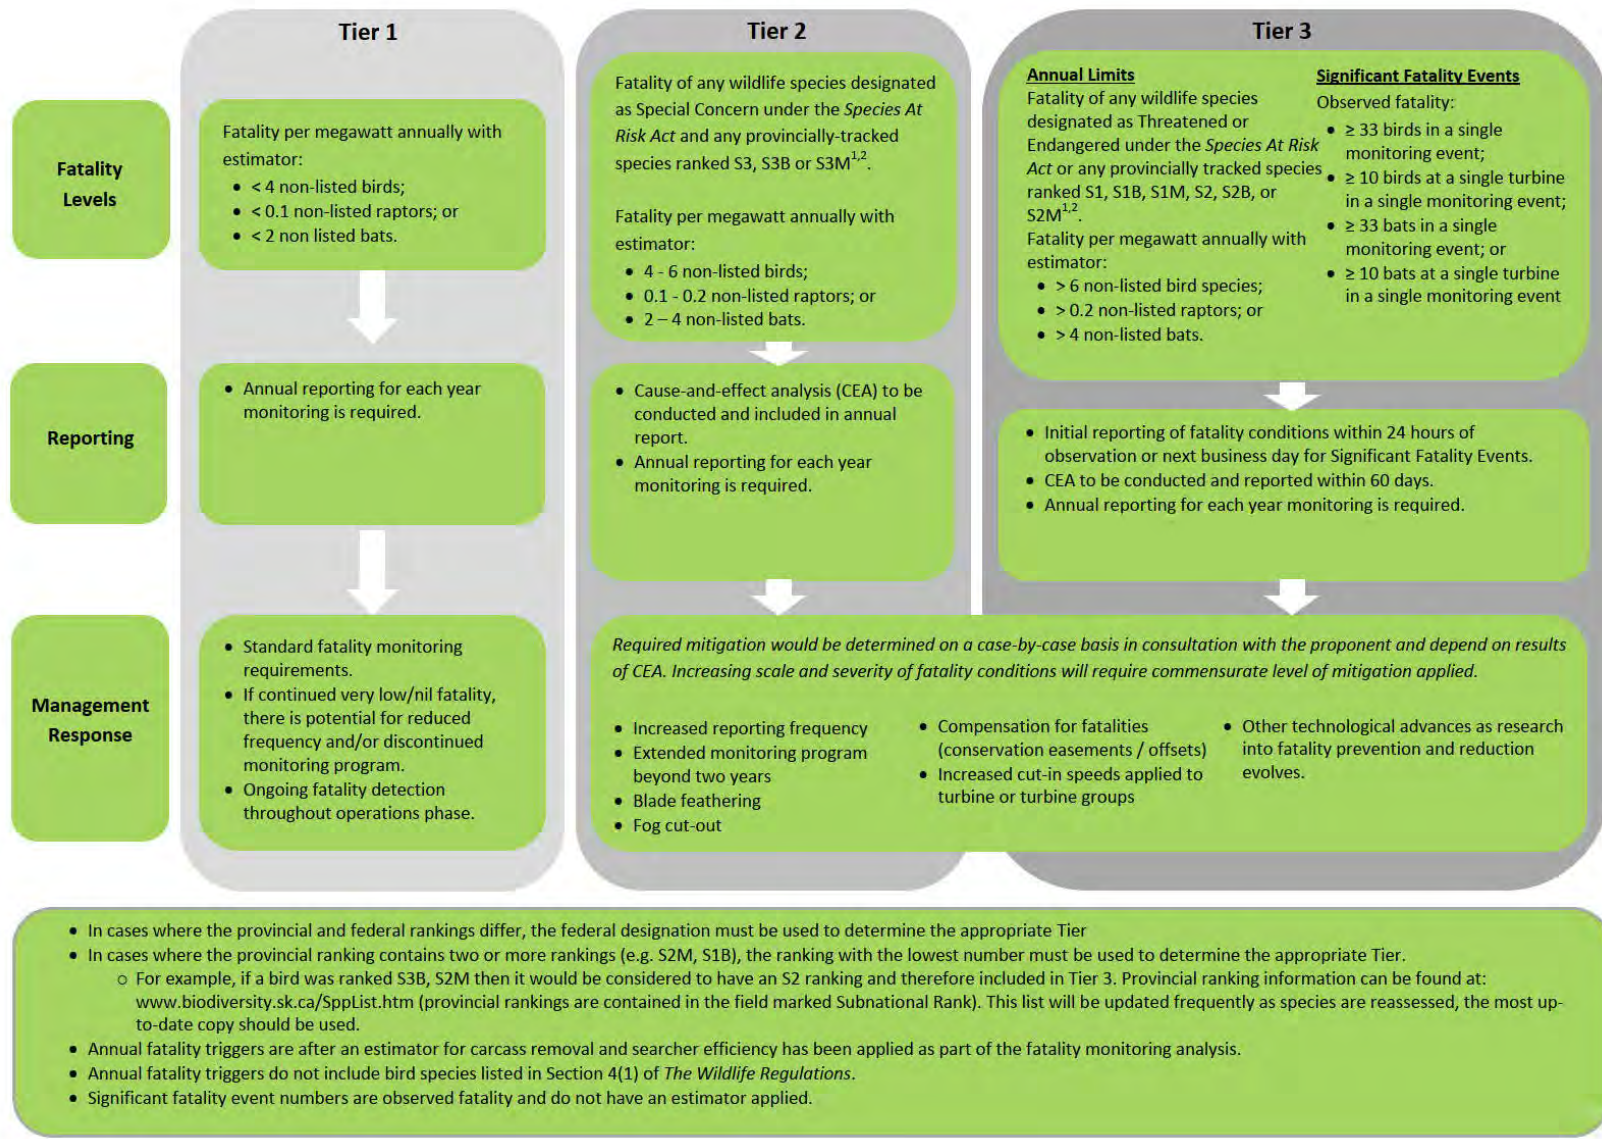 Tier 1
Tier 2
Tier 3
Fatality
Levels
Fatality per megawatt annually with
estimator:
• < 4 non-listed birds;
• < 0.1 non-listed raptors; or
• < 2 non listed bats.
Fatality of any wildlife species designated
as Special Concern under the Species At
Risk Act and any provincially-tracked
species ranked S3, S3B or S3M1,2.
Fatality per megawatt annually with
estimator:
• 4 - 6 non-listed birds;
• 0.1 - 0.2 non-listed raptors; or
• 2 – 4 non-listed bats.
Annual Limits
Fatality of any wildlife species
designated as Threatened or
Endangered under the Species At Risk
Act or any provincially tracked species
ranked S1, S1B, S1M, S2, S2B, or
S2M1,2.
Fatality per megawatt annually with
estimator:
• > 6 non-listed bird species;
• > 0.2 non-listed raptors; or
• > 4 non-listed bats.
Significant Fatality Events
Observed fatality:
• ≥ 33 birds in a single
monitoring event;
• ≥ 10 birds at a single turbine
in a single monitoring event;
• ≥ 33 bats in a single
monitoring event; or
• ≥ 10 bats at a single turbine
in a single monitoring event
Reporting
• Annual reporting for each year
monitoring is required.
• Cause-and-effect analysis (CEA) to be
conducted and included in annual
report.
• Annual reporting for each year
monitoring is required.
• Initial reporting of fatality conditions within 24 hours of
observation or next business day for Significant Fatality Events.
• CEA to be conducted and reported within 60 days.
• Annual reporting for each year monitoring is required.
Management
Response
• Standard fatality monitoring
requirements.
• If continued very low/nil fatality,
there is potential for reduced
frequency and/or discontinued
monitoring program.
• Ongoing fatality detection
throughout operations phase.
Required mitigation would be determined on a case-by-case basis in consultation with the proponent and depend on results
of CEA. Increasing scale and severity of fatality conditions will require commensurate level of mitigation applied.
• Increased reporting frequency
• Extended monitoring program
beyond two years
• Blade feathering
• Fog cut-out
• Compensation for fatalities
(conservation easements / offsets)
• Increased cut-in speeds applied to
turbine or turbine groups
• Other technological advances as research
into fatality prevention and reduction
evolves.
• In cases where the provincial and federal rankings differ, the federal designation must be used to determine the appropriate Tier
• In cases where the provincial ranking contains two or more rankings (e.g. S2M, S1B), the ranking with the lowest number must be used to determine the appropriate Tier.
○ For example, if a bird was ranked S3B, S2M then it would be considered to have an S2 ranking and therefore included in Tier 3. Provincial ranking information can be found at:
www.biodiversity.sk.ca/SppList.htm (provincial rankings are contained in the field marked Subnational Rank). This list will be updated frequently as species are reassessed, the most up-
to-date copy should be used.
• Annual fatality triggers are after an estimator for carcass removal and searcher efficiency has been applied as part of the fatality monitoring analysis.
• Annual fatality triggers do not include bird species listed in Section 4(1) of The Wildlife Regulations.
• Significant fatality event numbers are observed fatality and do not have an estimator applied.